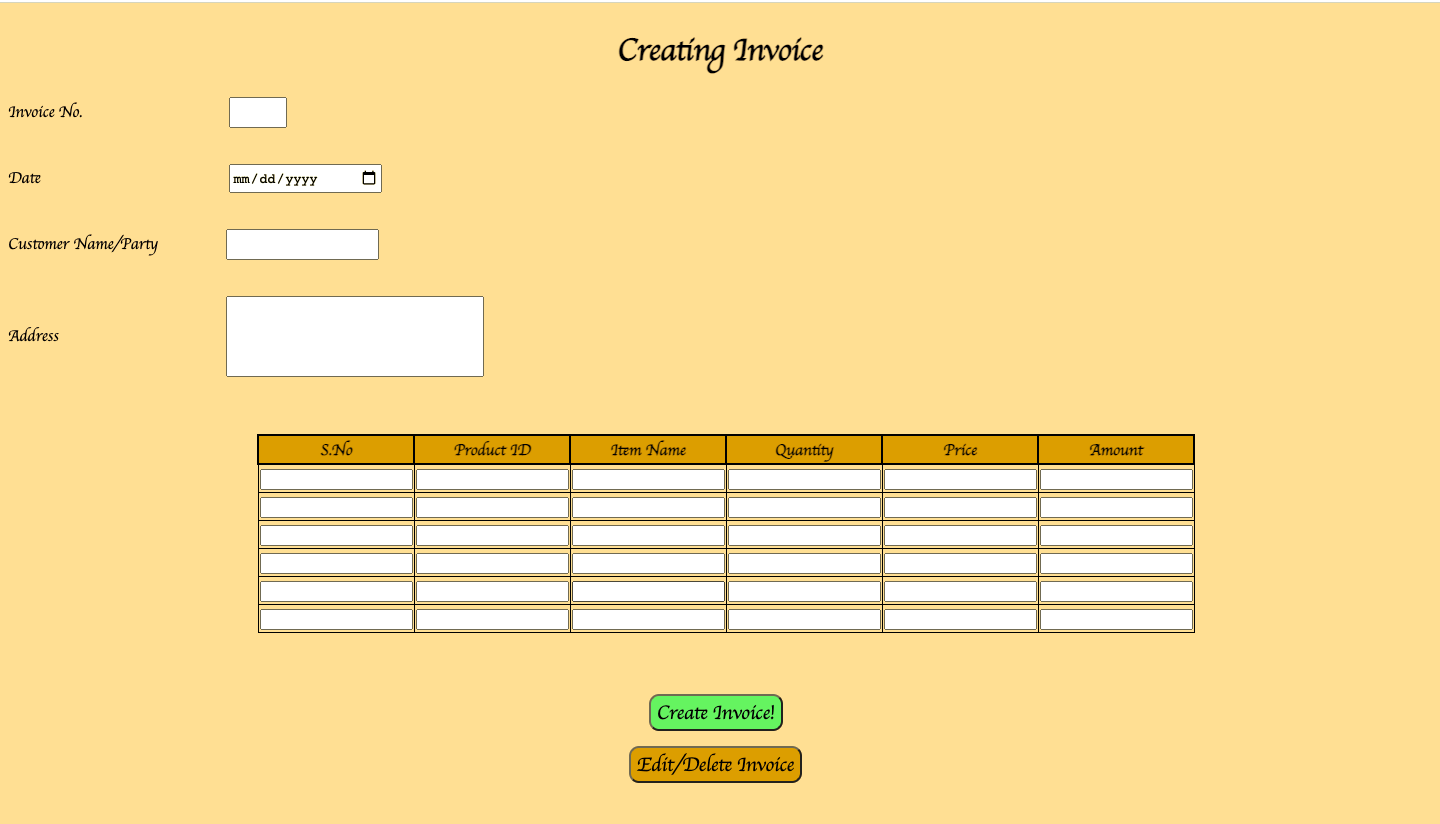 Creating Invoice
Invoice No.
Date mm/dd/yyyy
Customer Name/Party
Address
S.No Product ID Item Name Quantity Price Amount
Create Invoice!
Edit/Delete Invoice